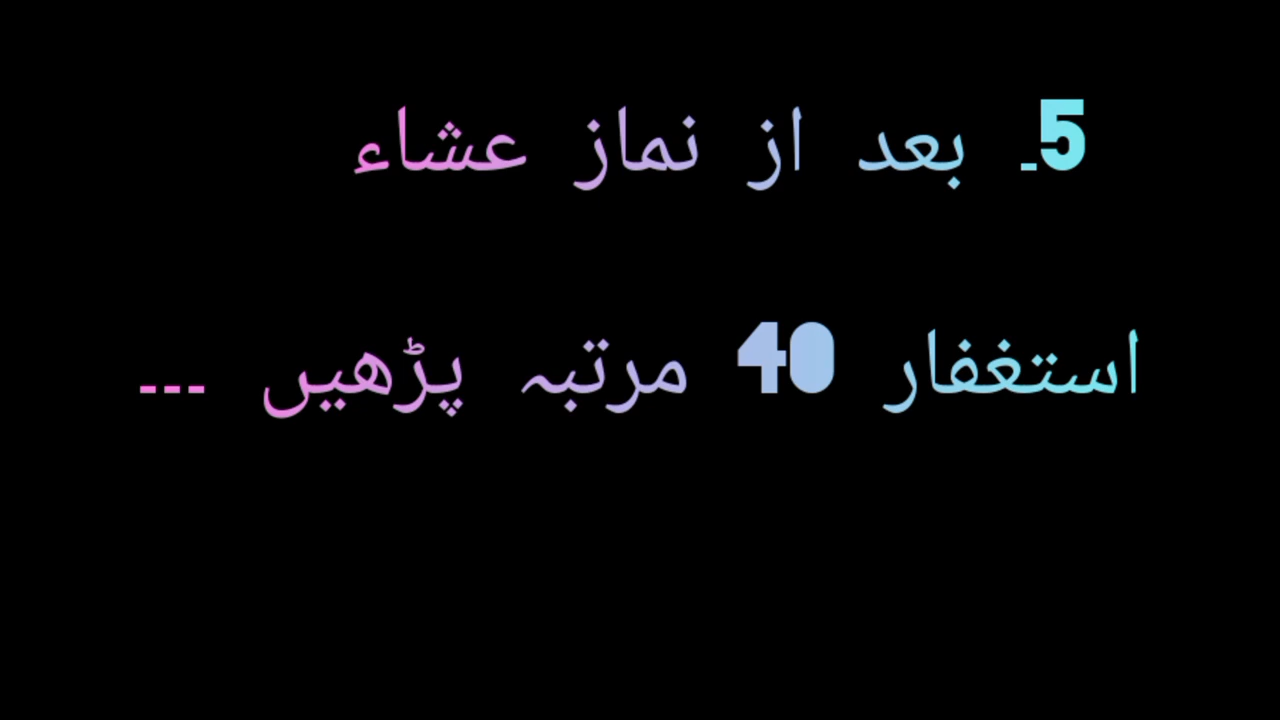 5۔ بعد از نماز عشاء
استغفار 40 مرتبہ پڑھیں ۔۔۔